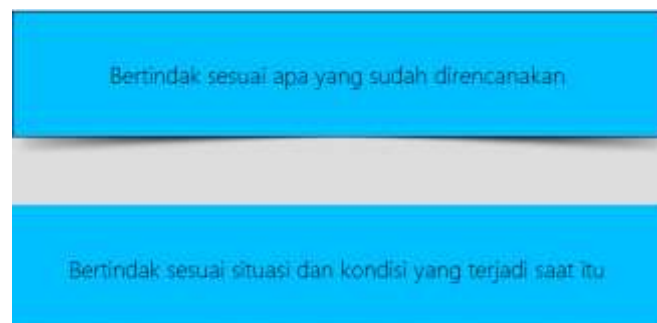 Bertindak sesuai apa yang sudah direncanakan
Bertindak sesuai situasi dan kondisi yang terjadi saat itu